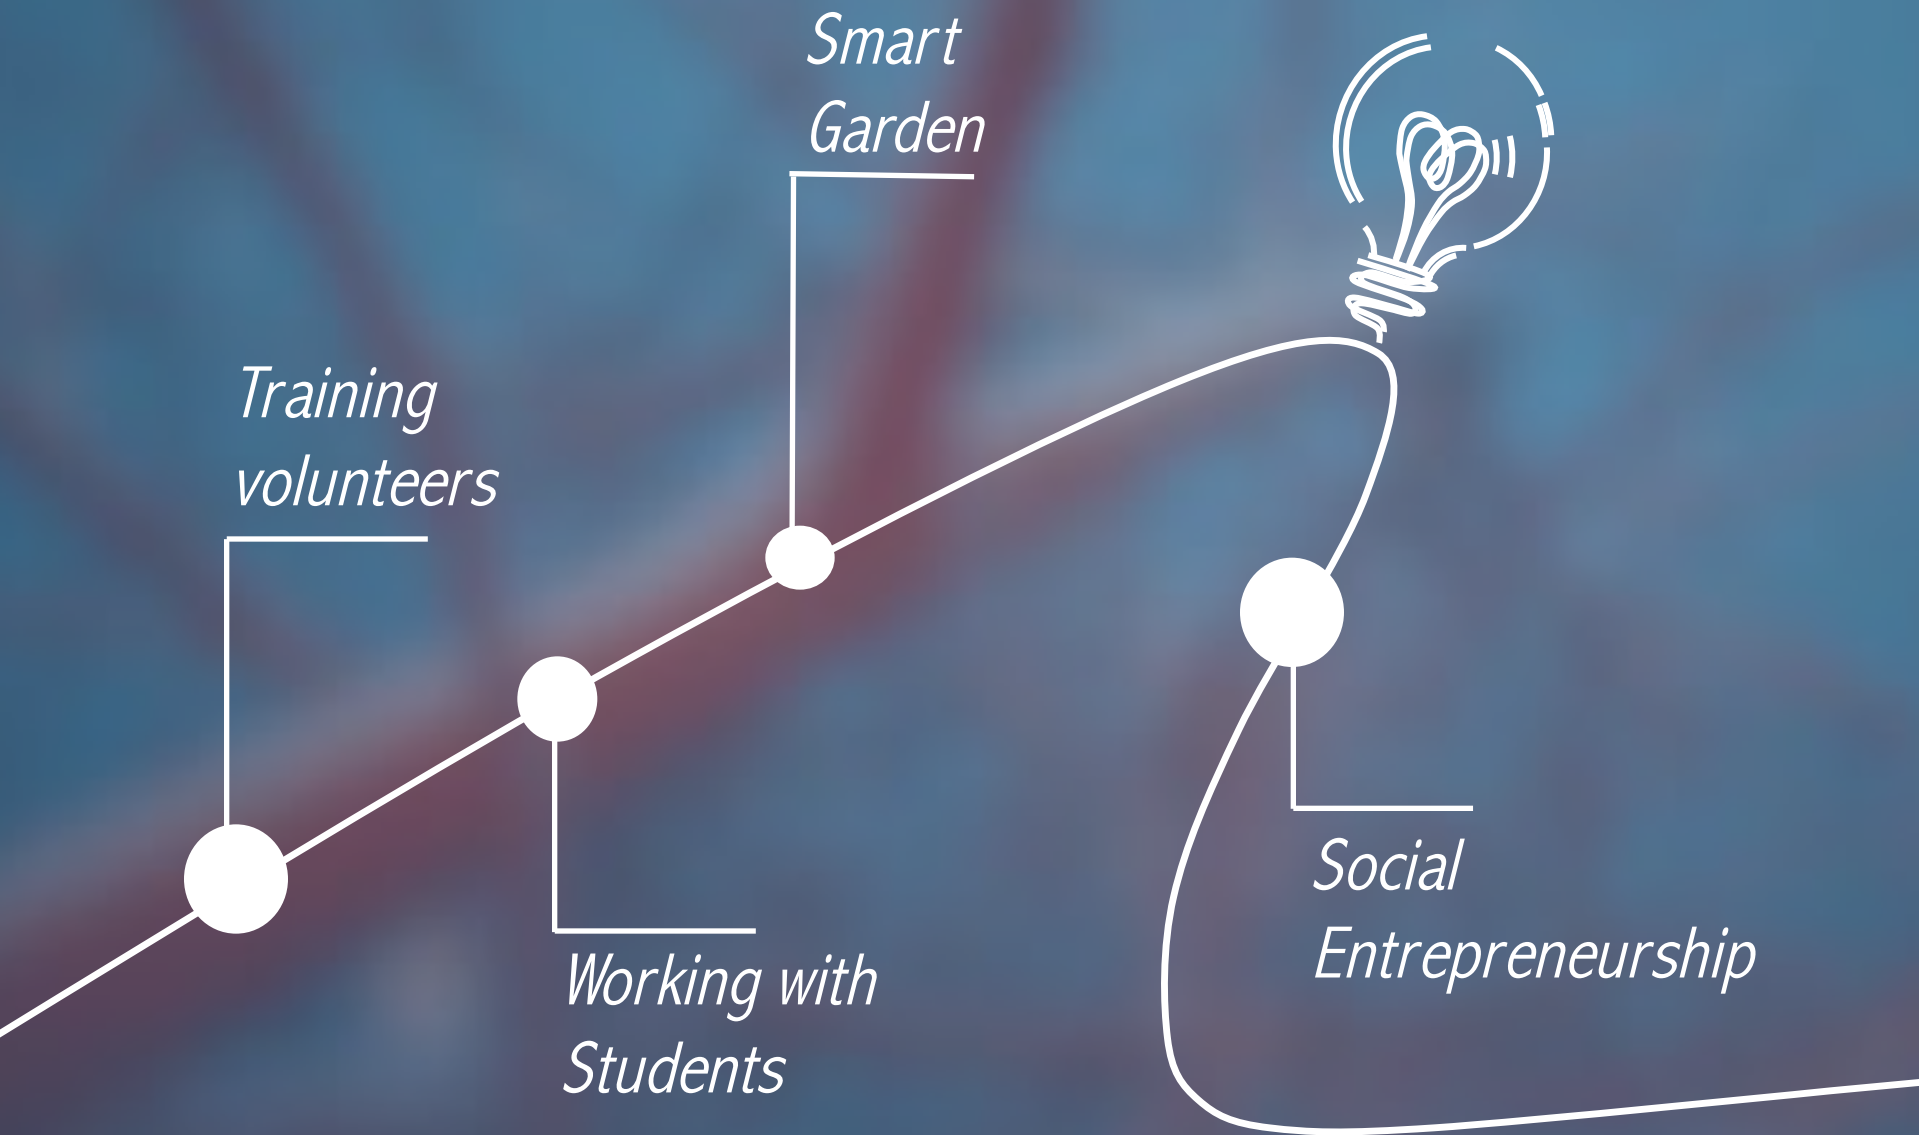 Smart
Garden
Training
volunteers
Working with
Students
Social
Entrepreneurship